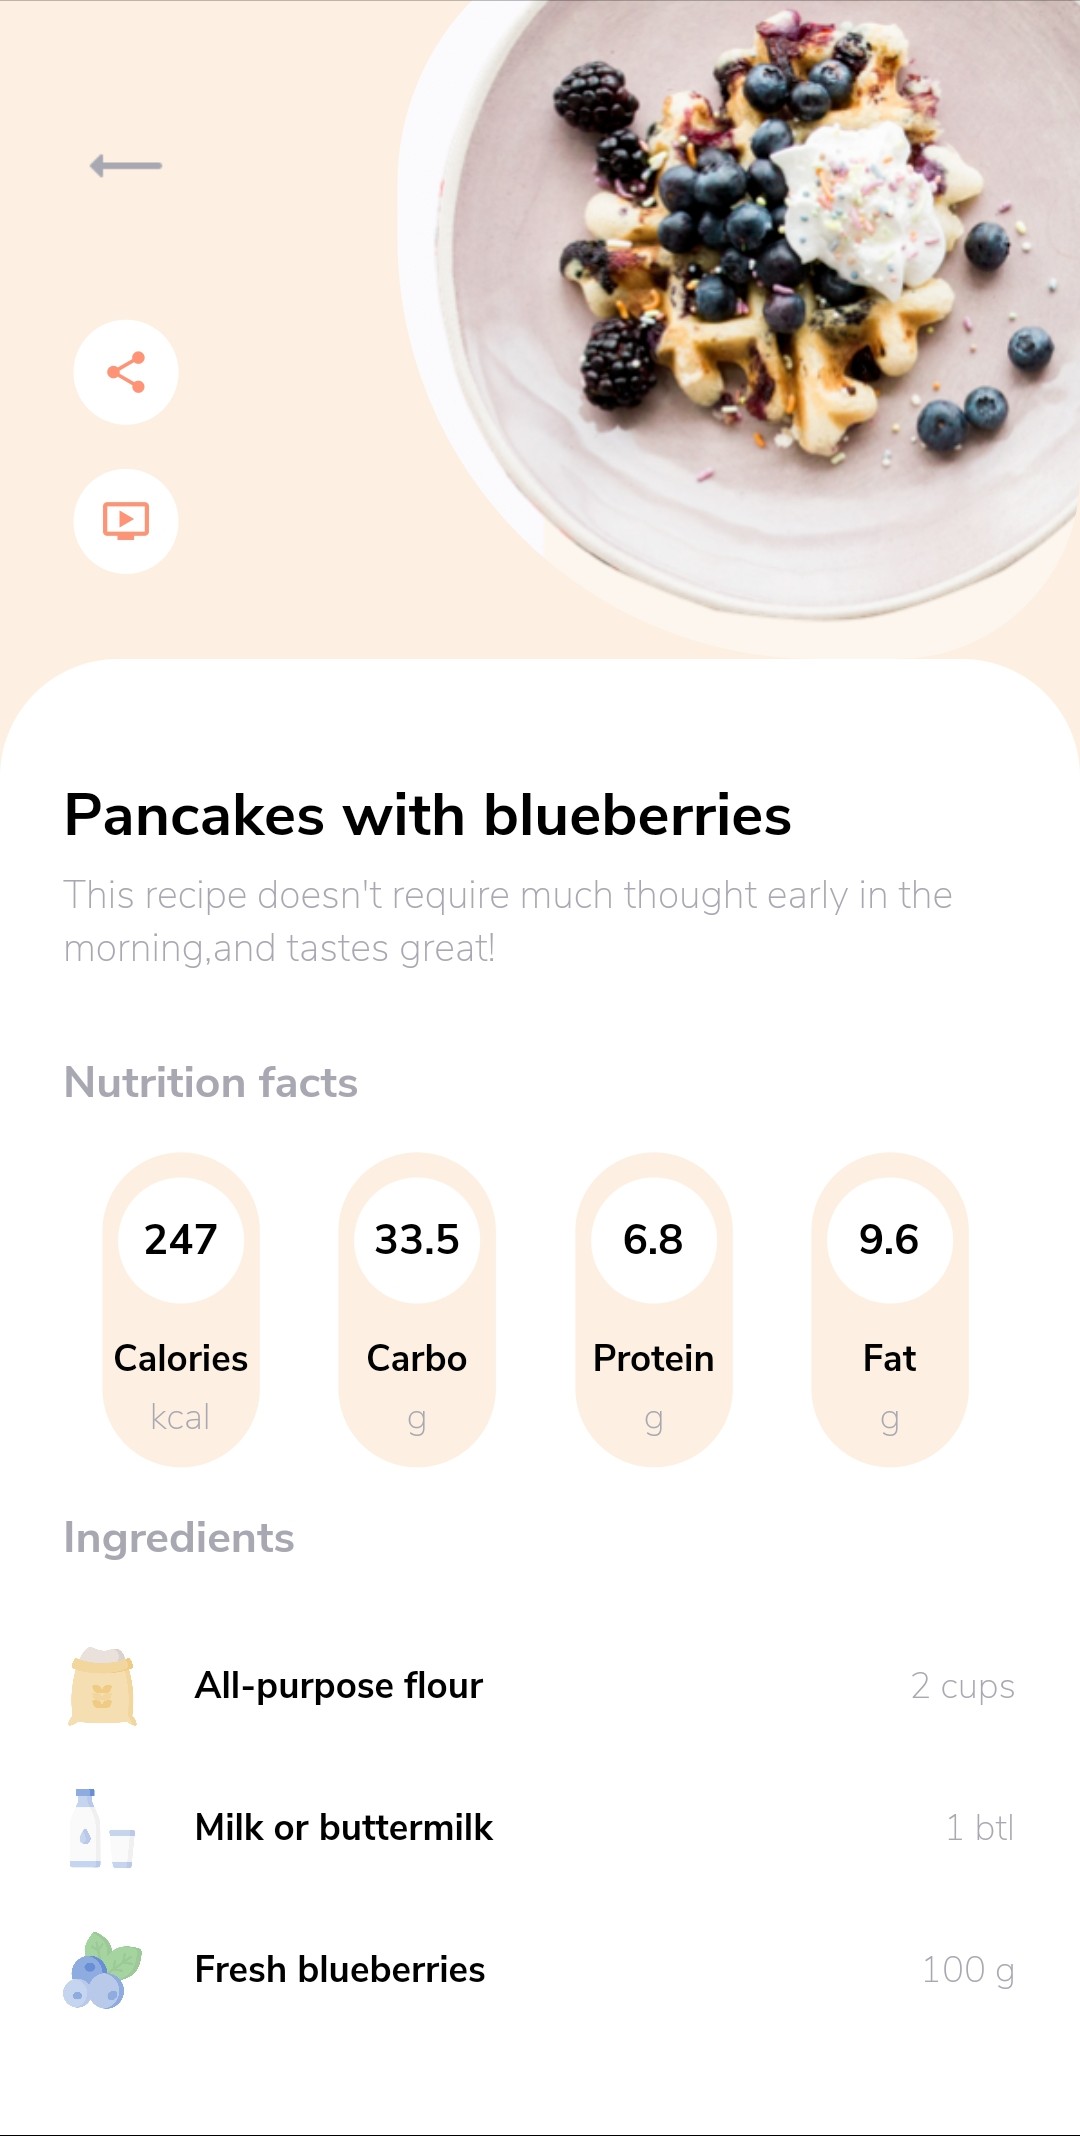 Pancakes with blueberries
This recipe doesn't require much thought early in the
morning,and tastes great!
Nutrition facts
247
Calories
kcal
33.5
Carbo
g
6.8
Protein
g
9.6
Fat
g
Ingredients
All-purpose flour 2 cups
Milk or buttermilk 1 btl
Fresh blueberries 100 g